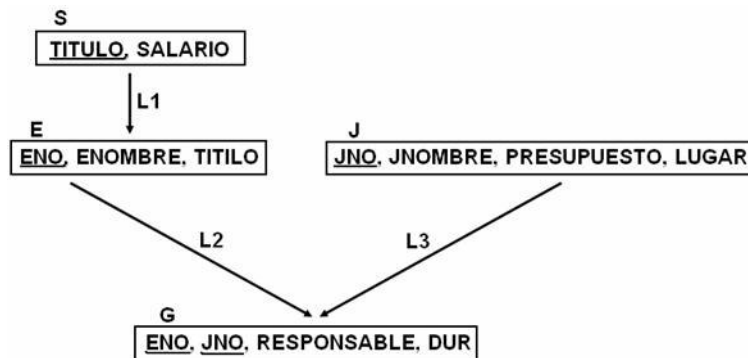 S
TITULO, SALARIO
L1
E
ENO, ENOMBRE, TITILO
J
JNO, JNOMBRE, PRESUPUESTO, LUGAR
L2
L3
G
ENO, JNO, RESPONSABLE, DUR